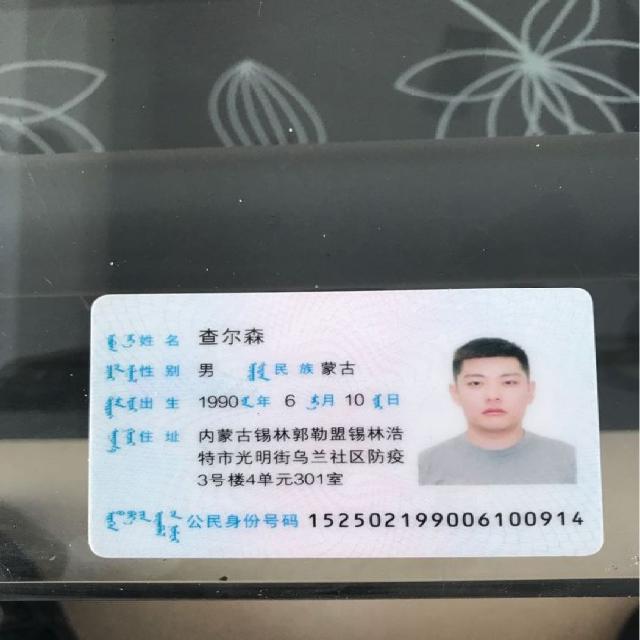 姓名 查尔森
性别 男 民族 蒙古
出生 1990 年 6 月 10 日
住址 内蒙古锡林郭勒盟锡林浩
特市光明街乌兰社区防疫
3号楼4单元301室
公民身份号码 152502199006100914